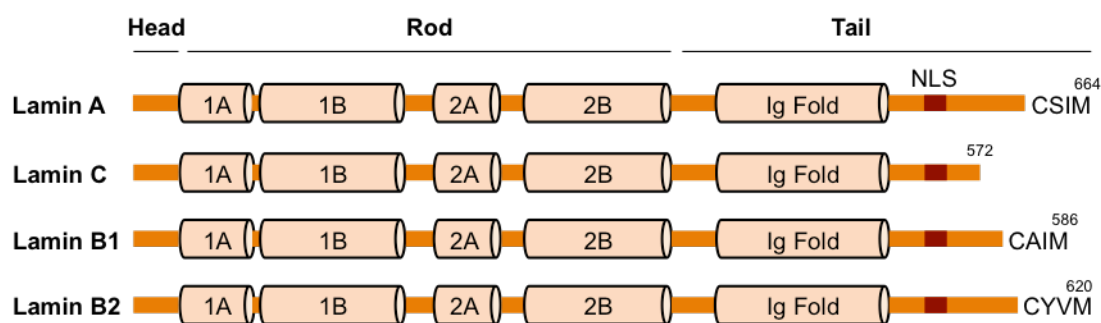 Head Rod Tail
NLS
Lamin A 1A 1B 2A 2B Ig Fold CSIM 664
Lamin C 1A 1B 2A 2B Ig Fold 572
Lamin B1 1A 1B 2A 2B Ig Fold CAIM 586
Lamin B2 1A 1B 2A 2B Ig Fold CYVM 620